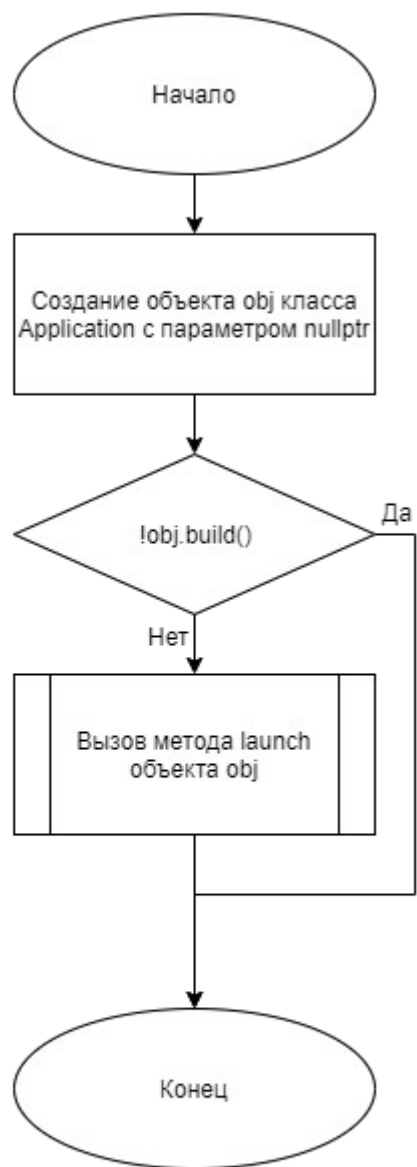 Начало
Создание объекта obj класса
Application с параметром nullptr
!obj.build()
Да
Нет
Вызов метода launch
объекта obj
Конец